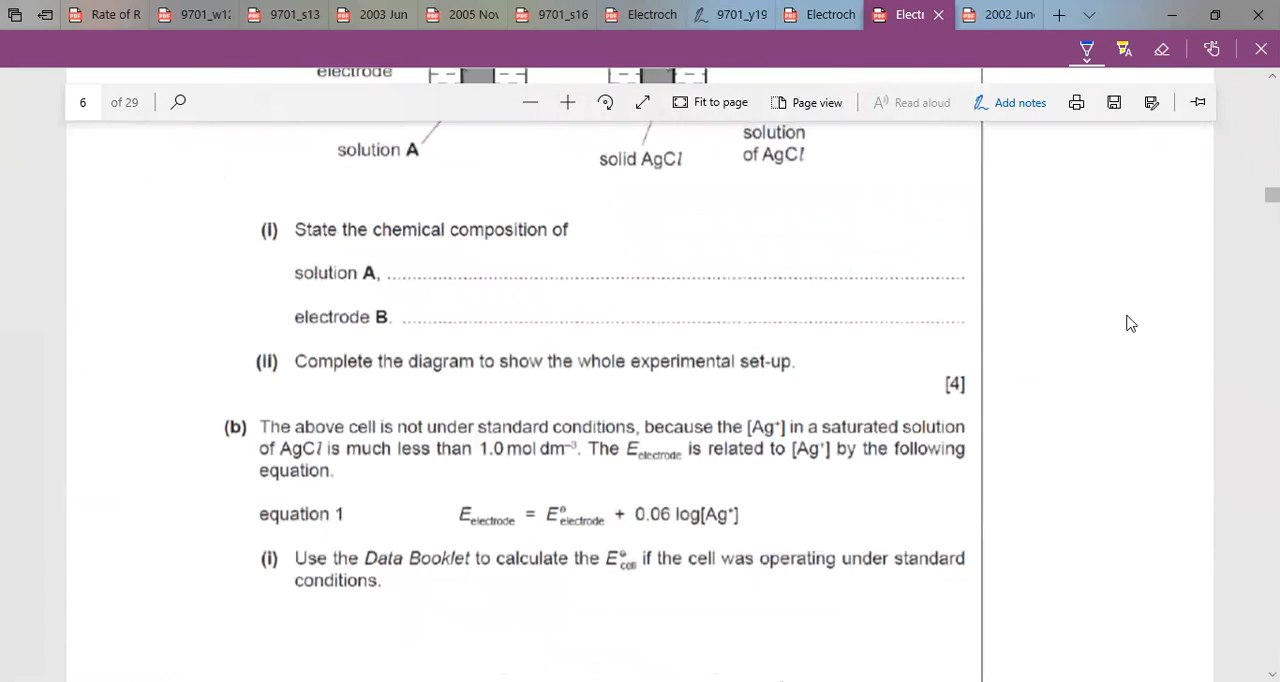 Rate of R
9701_w12
9701_s13
2003 Jun
2005 Nov
9701_s16
Electroch
9701_y19
Electroch
Electr
2002 June
6 of 29
Fit to page
Page view
Read aloud
Add notes
electrode
solution A
solid AgCl
solution
of AgCl
(i) State the chemical composition of
solution A, ........................................
electrode B. ........................................
(ii) Complete the diagram to show the whole experimental set-up.
[4]
(b) The above cell is not under standard conditions, because the [Ag⁺] in a saturated solution
of AgCl is much less than 1.0 mol dm⁻³. The E electrode is related to [Ag⁺] by the following
equation.
equation 1 E electrode = E⦵ electrode + 0.06 log[Ag⁺]
(i) Use the Data Booklet to calculate the E⦵ cell if the cell was operating under standard
conditions.